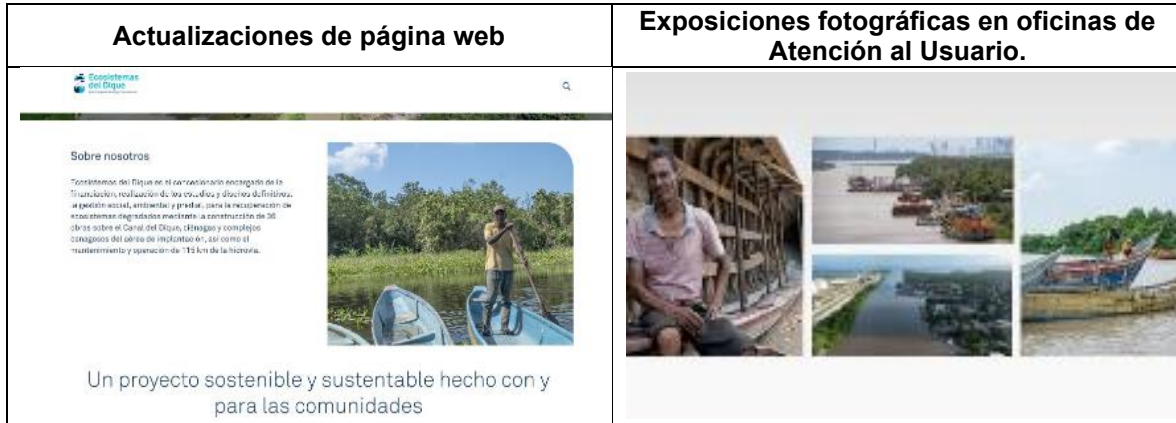 Actualizaciones de página web
Exposiciones fotográficas en oficinas de
Atención al Usuario.
Ecosistemas
del Dique
Sobre nosotros
Ecosistemas del Dique es el concesionario encargado de la
financiación, realización de los estudios y diseños definitivos,
la gestión social, ambiental y predial, para la recuperación de
ecosistemas degradados mediante la construcción de 36
obras sobre el Canal del Dique, ciénagas y complejos
cenagosos del aérea de implantación, así como el
mantenimiento y operación de 115 km de la hidrovía.
Un proyecto sostenible y sustentable hecho con y
para las comunidades